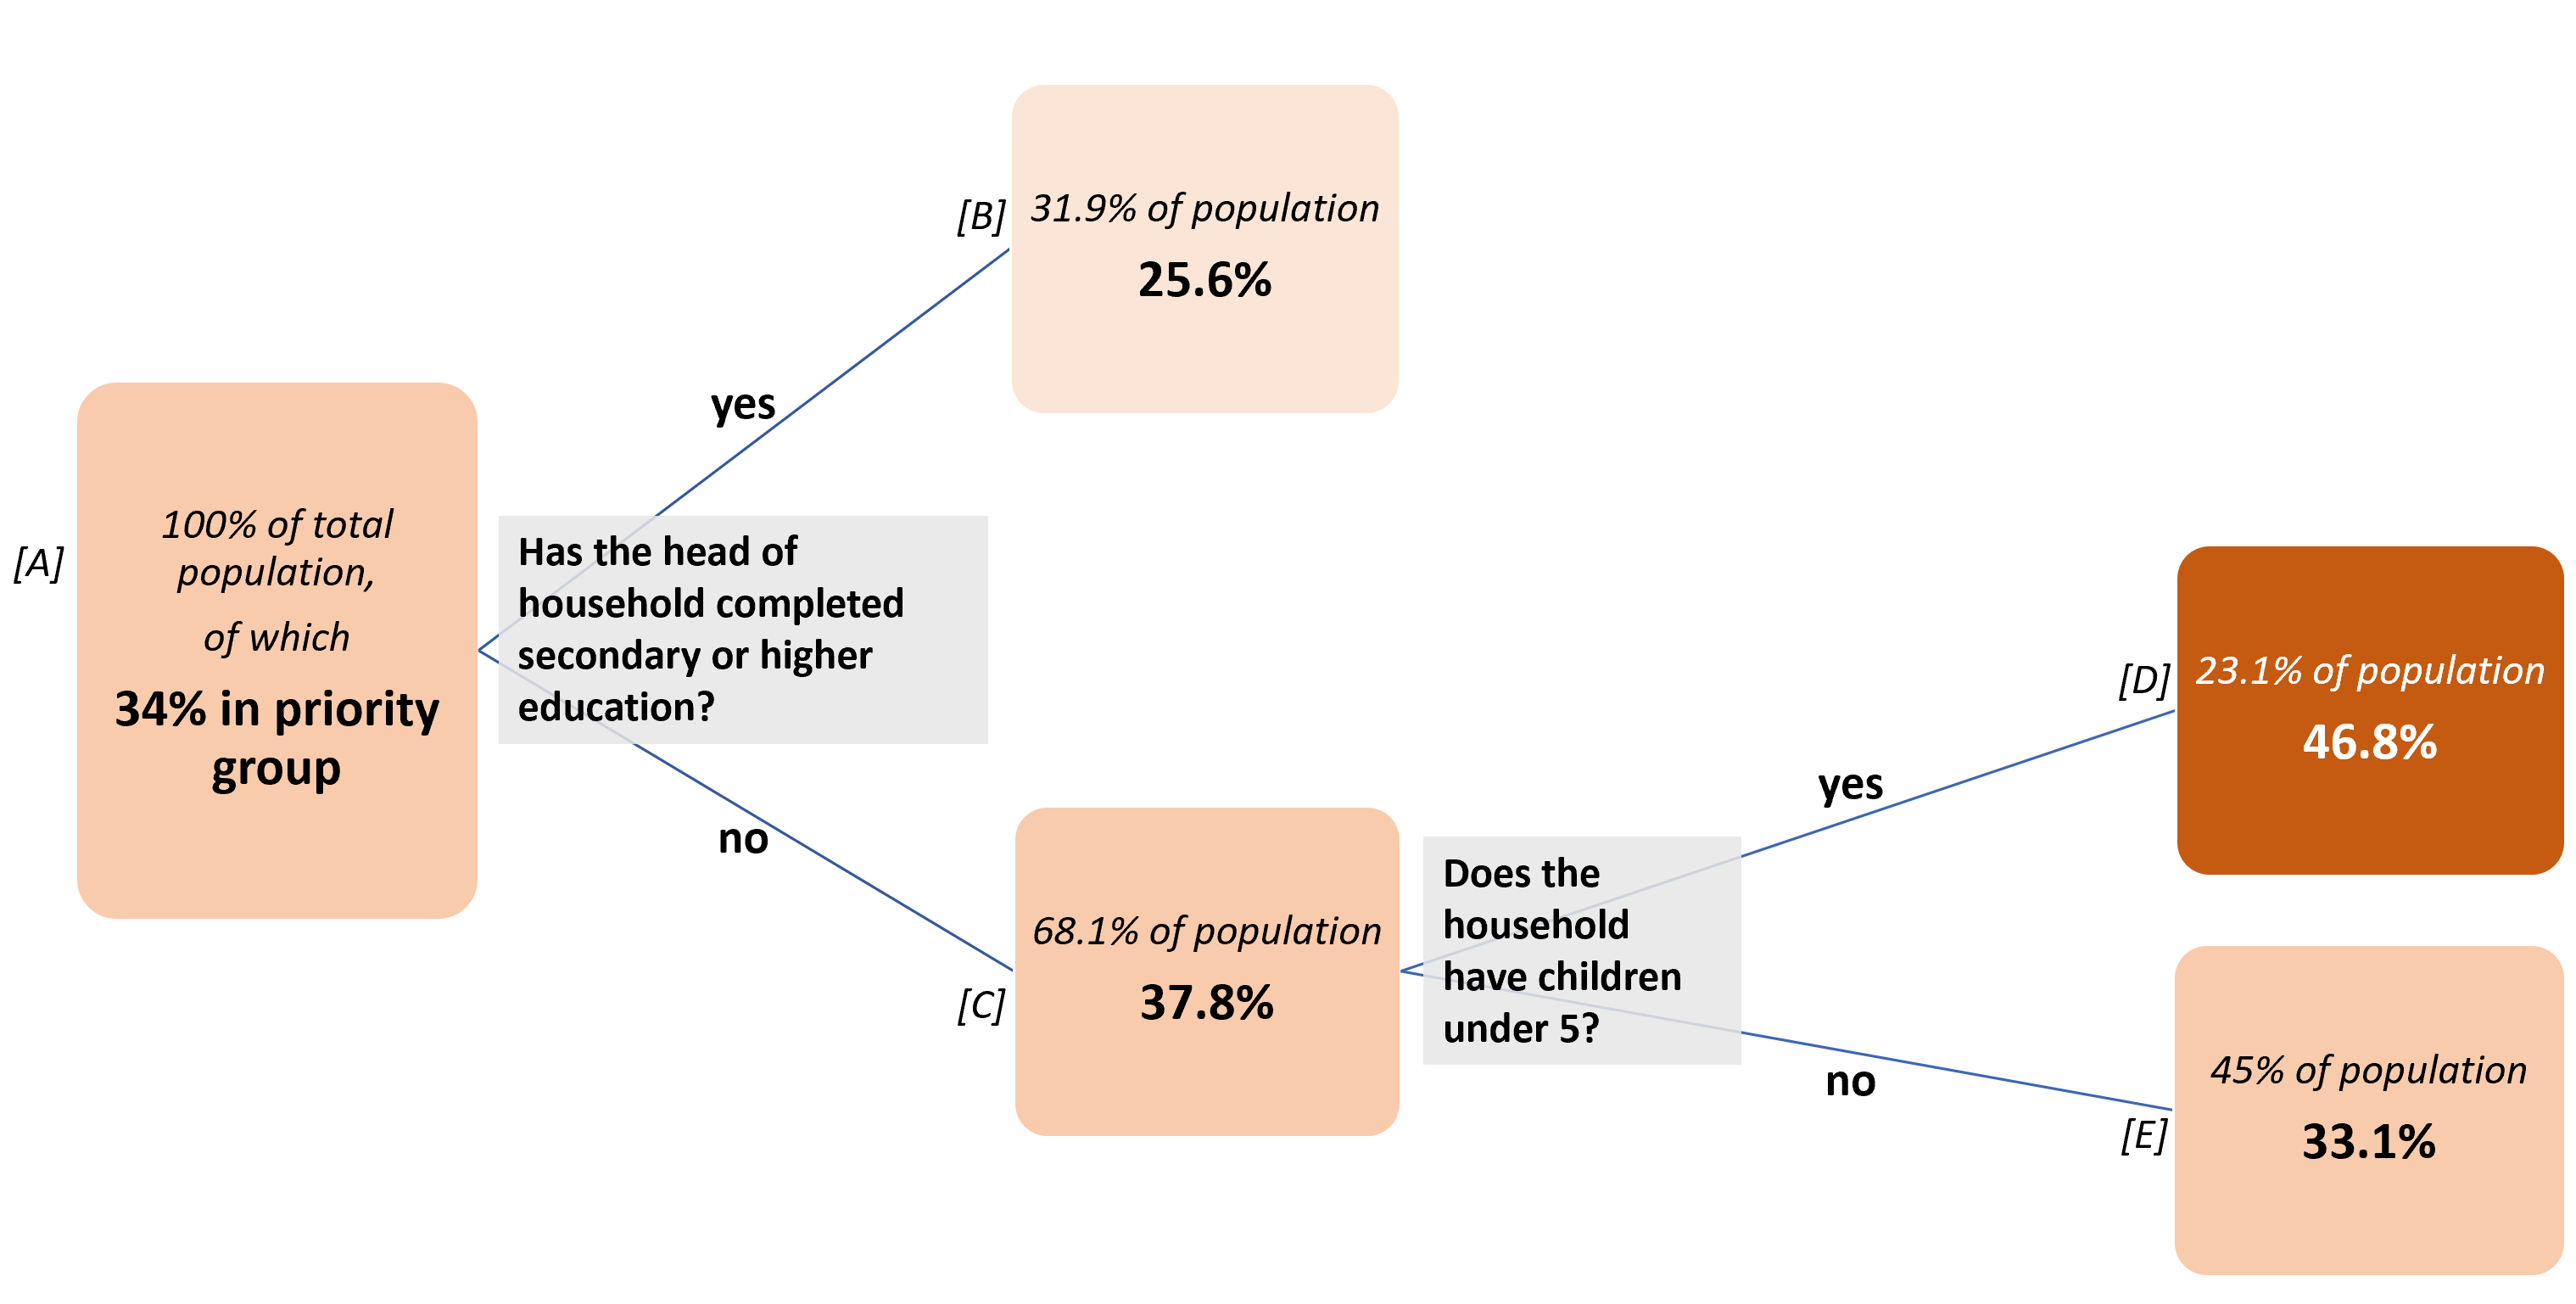 [A]
100% of total
population,
of which
34% in priority
group
Has the head of
household completed
secondary or higher
education?
yes
no
[B]
31.9% of population
25.6%
[C]
68.1% of population
37.8%
Does the
household
have children
under 5?
yes
no
[D]
23.1% of population
46.8%
[E]
45% of population
33.1%